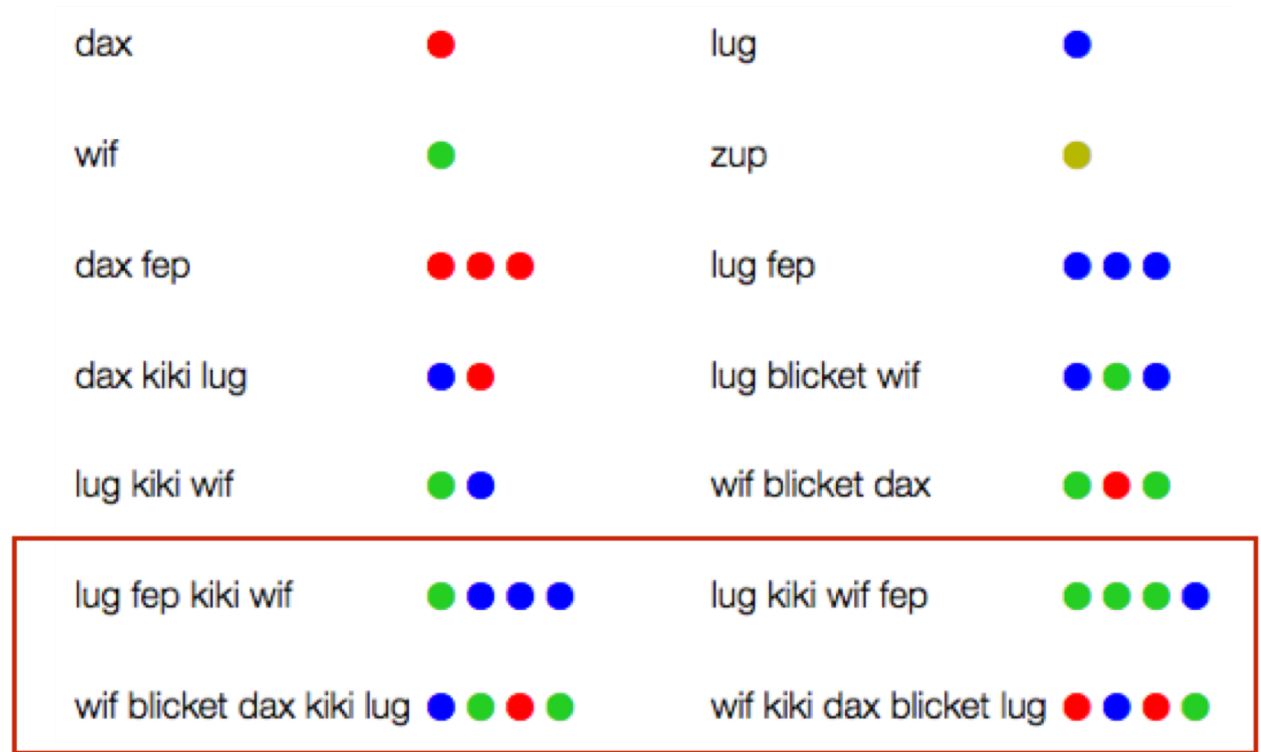 dax
lug
wif
zup
dax fep
lug fep
dax kiki lug
lug blicket wif
lug kiki wif
wif blicket dax
lug fep kiki wif
lug kiki wif fep
wif blicket dax kiki lug
wif kiki dax blicket lug